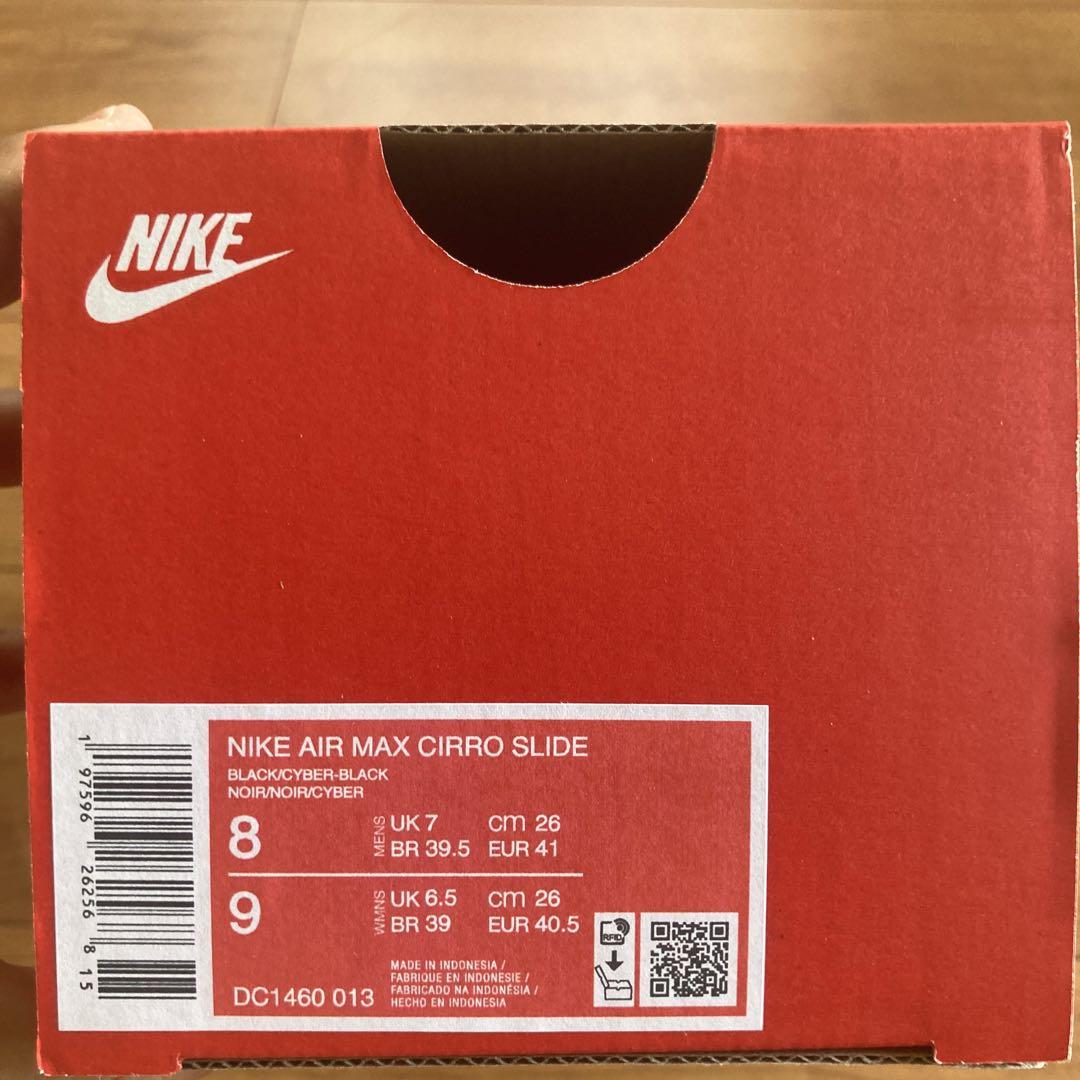 NIKE
NIKE AIR MAX CIRRO SLIDE
BLACK/CYBER-BLACK
NOIR/NOIR/CYBER
8 MENS UK 7 cm 26
BR 39.5 EUR 41
9 WMNS UK 6.5 cm 26
BR 39 EUR 40.5
MADE IN INDONESIA /
FABRIQUE EN INDONESIE /
FABRICADO NA INDONÉSIA /
HECHO EN INDONESIA
DC1460 013
RFID
1 97596 26256 8 15